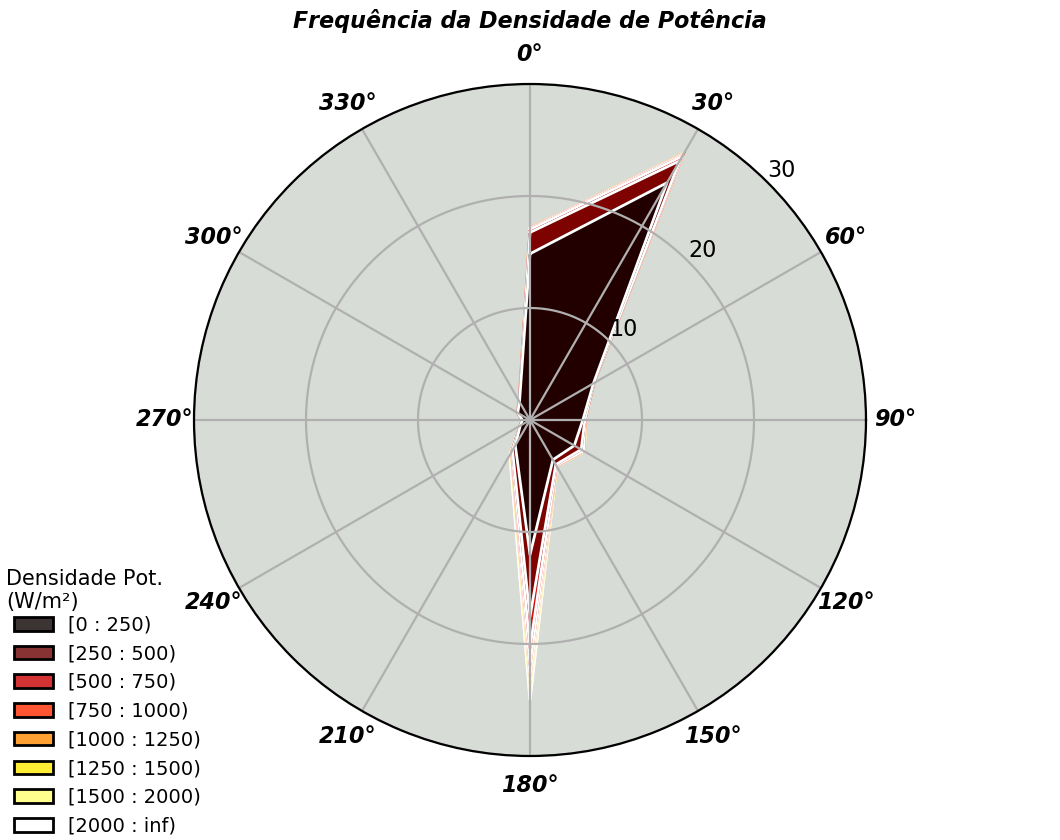 Frequência da Densidade de Potência
0°
330°
30°
30
300°
60°
20
10
270°
90°
240°
120°
210°
150°
180°
Densidade Pot.
(W/m²)
[0 : 250)
[250 : 500)
[500 : 750)
[750 : 1000)
[1000 : 1250)
[1250 : 1500)
[1500 : 2000)
[2000 : inf)